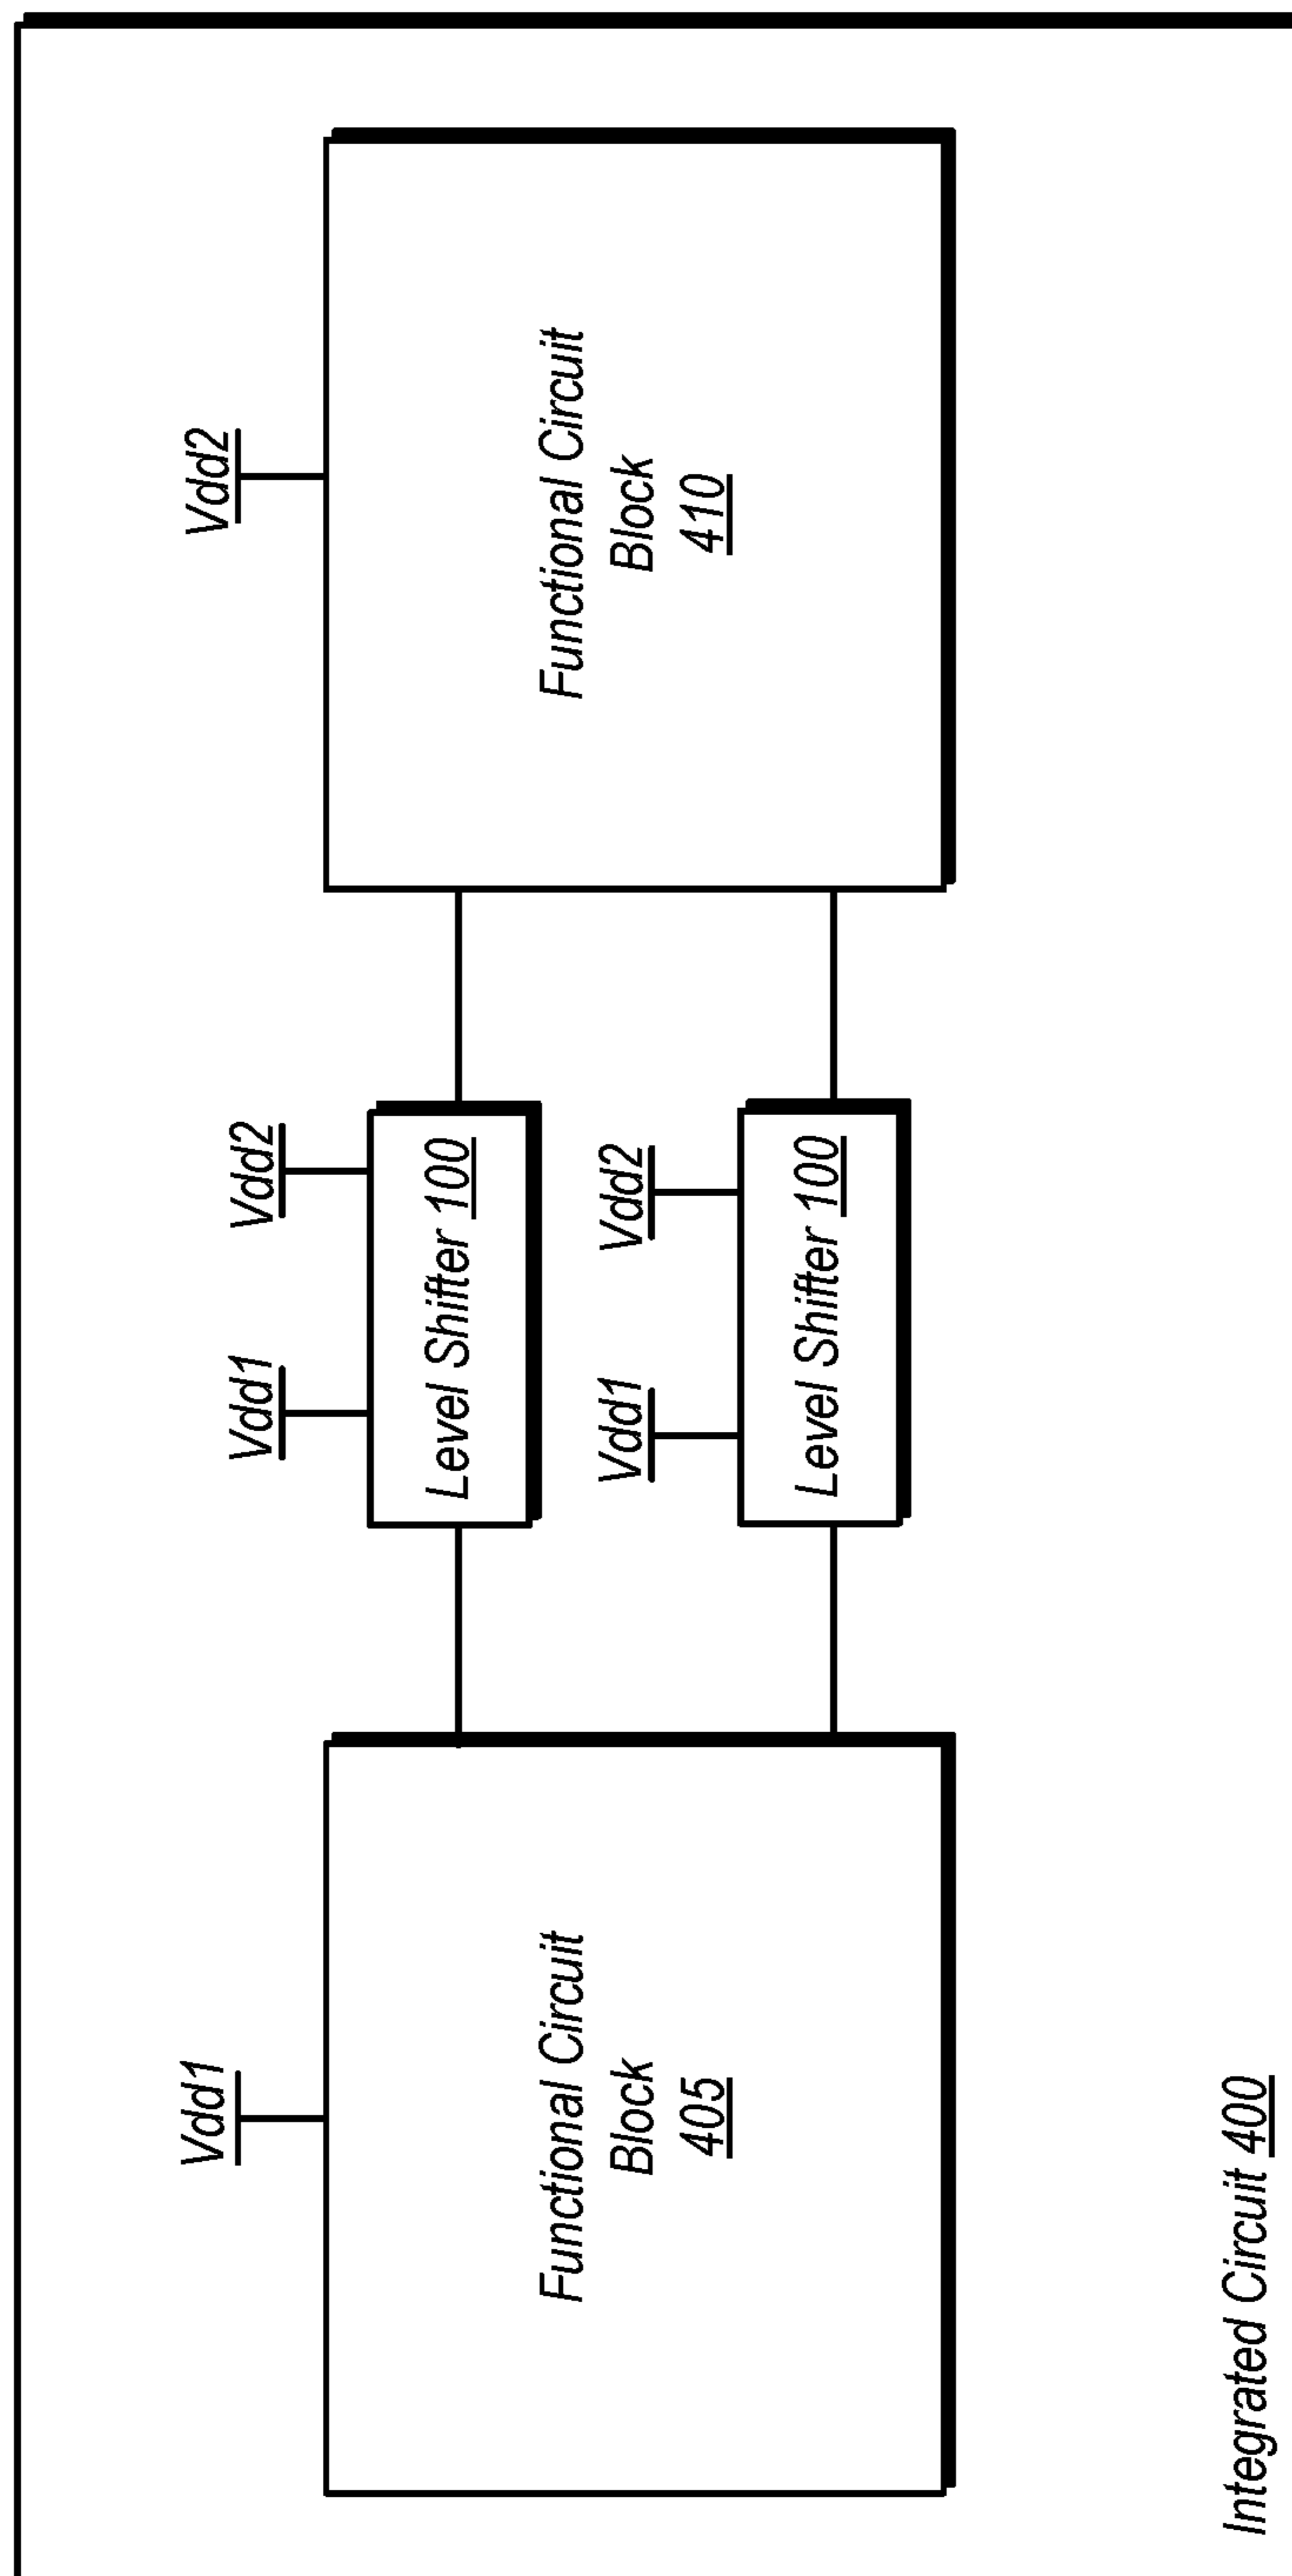 Vdd1
Vdd2
Vdd1
Vdd2
Functional Circuit
Block
405
Level Shifter 100
Functional Circuit
Block
410
Vdd1
Vdd2
Level Shifter 100
Integrated Circuit 400